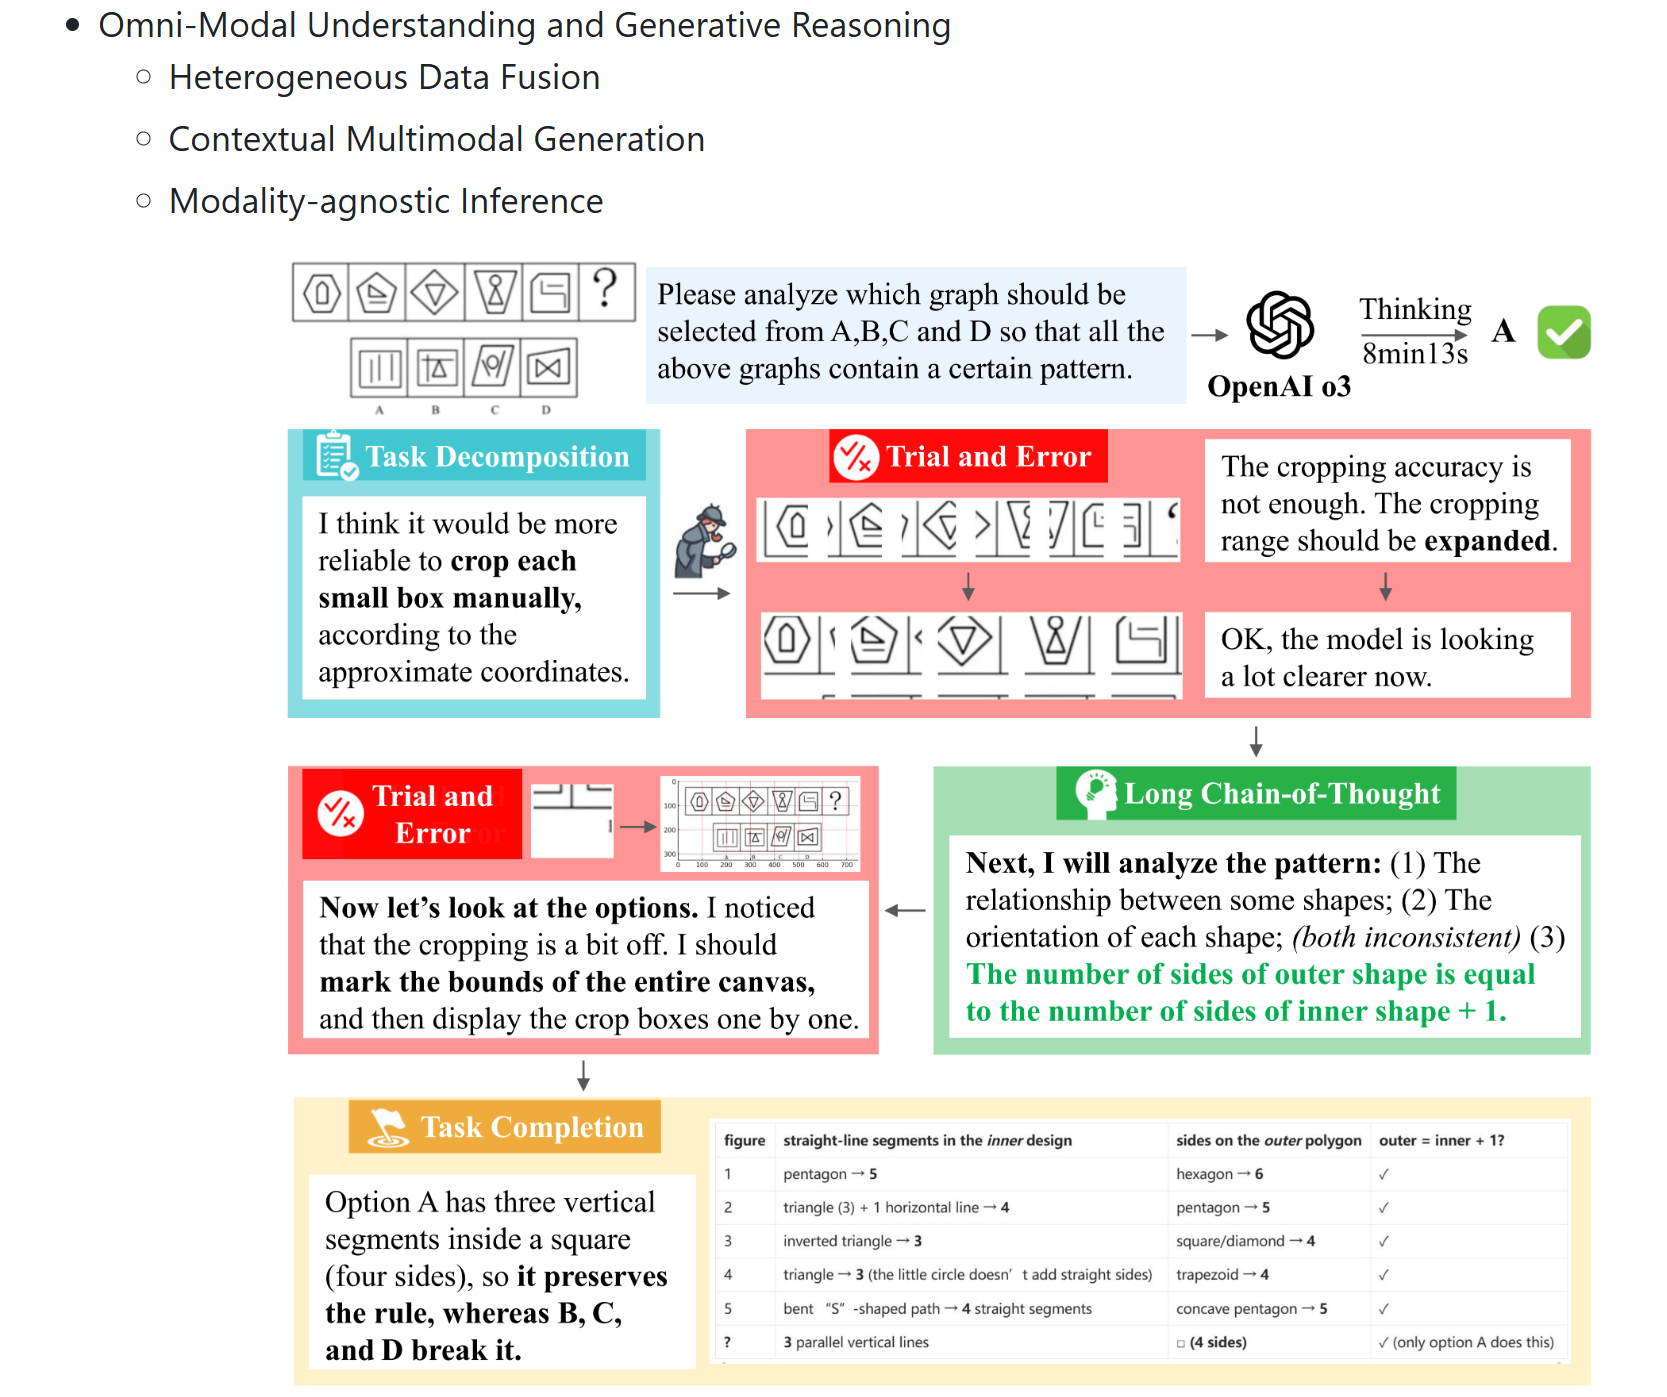 Omni-Modal Understanding and Generative Reasoning
Heterogeneous Data Fusion
Contextual Multimodal Generation
Modality-agnostic Inference
?
A B C D
Please analyze which graph should be
selected from A,B,C and D so that all the
above graphs contain a certain pattern.
OpenAI o3
Thinking
8min13s
A
Task Decomposition
I think it would be more
reliable to crop each
small box manually,
according to the
approximate coordinates.
Trial and Error
The cropping accuracy is
not enough. The cropping
range should be expanded.
OK, the model is looking
a lot clearer now.
Long Chain-of-Thought
Next, I will analyze the pattern: (1) The
relationship between some shapes; (2) The
orientation of each shape; (both inconsistent) (3)
The number of sides of outer shape is equal
to the number of sides of inner shape + 1.
Trial and
Error
0
100
200
300
?
A B C D
0 100 200 300 400 500 600 700
Now let's look at the options. I noticed
that the cropping is a bit off. I should
mark the bounds of the entire canvas,
and then display the crop boxes one by one.
Task Completion
Option A has three vertical
segments inside a square
(four sides), so it preserves
the rule, whereas B, C,
and D break it.
figure straight-line segments in the inner design sides on the outer polygon outer = inner + 1?
1 pentagon → 5 hexagon → 6 ✓
2 triangle (3) + 1 horizontal line → 4 pentagon → 5 ✓
3 inverted triangle → 3 square/diamond → 4 ✓
4 triangle → 3 (the little circle doesn't add straight sides) trapezoid → 4 ✓
5 bent "S"-shaped path → 4 straight segments concave pentagon → 5 ✓
? 3 parallel vertical lines □ (4 sides) ✓ (only option A does this)